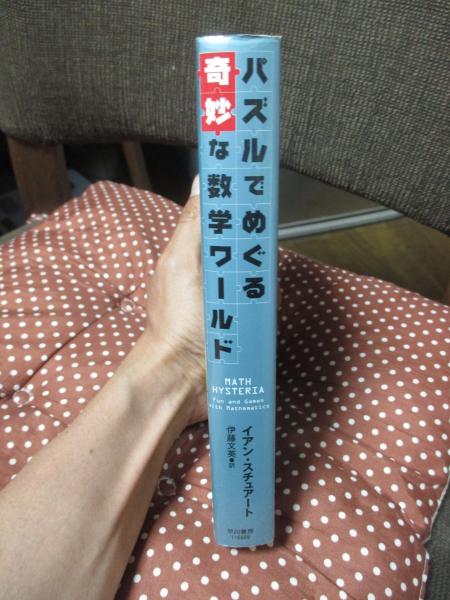 パズルでめぐる
奇妙な数学ワールド
MATH
HYSTERIA
Fun and Games
with Mathematics
イアン・スチュアート
伊藤文英●訳
早川書房